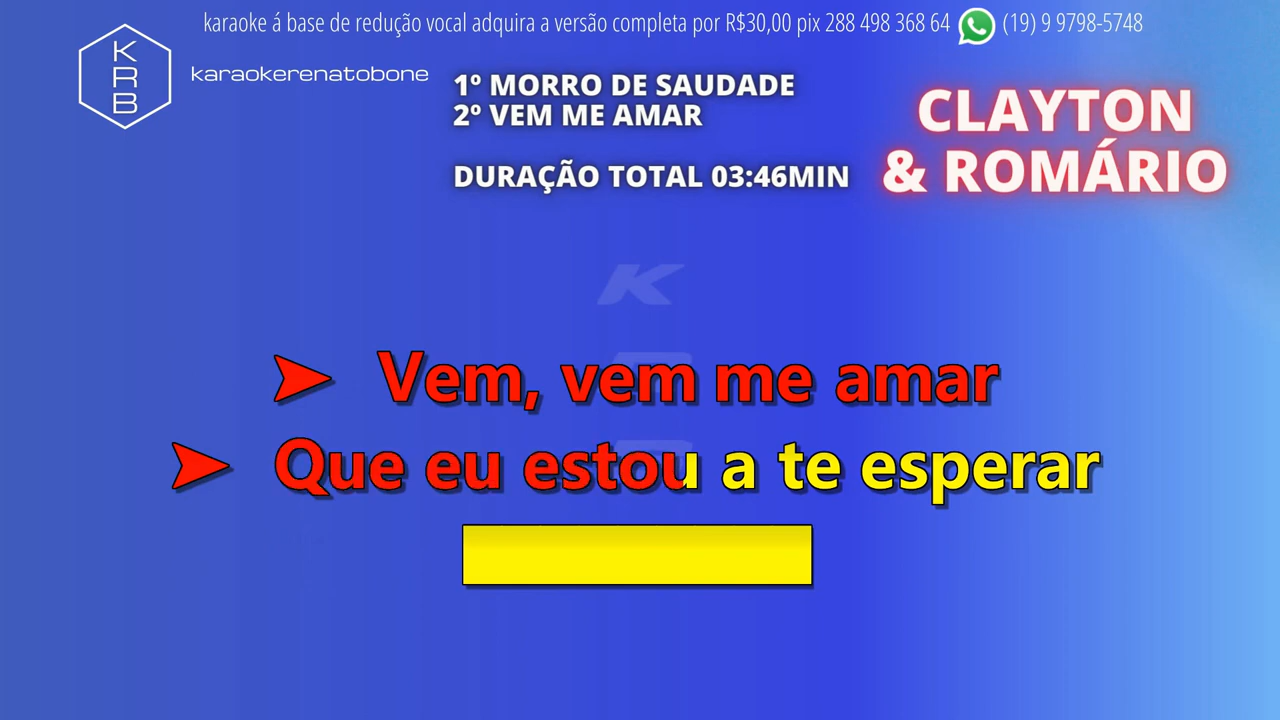 karaoke á base de redução vocal adquira a versão completa por R$30,00 pix 288 498 368 64 (19) 9 9798-5748
K
R
B
karaokerenatobone
1º MORRO DE SAUDADE
2º VEM ME AMAR
DURAÇÃO TOTAL 03:46MIN
CLAYTON
& ROMÁRIO
K
➤ Vem, vem me amar
➤ Que eu estou a te esperar